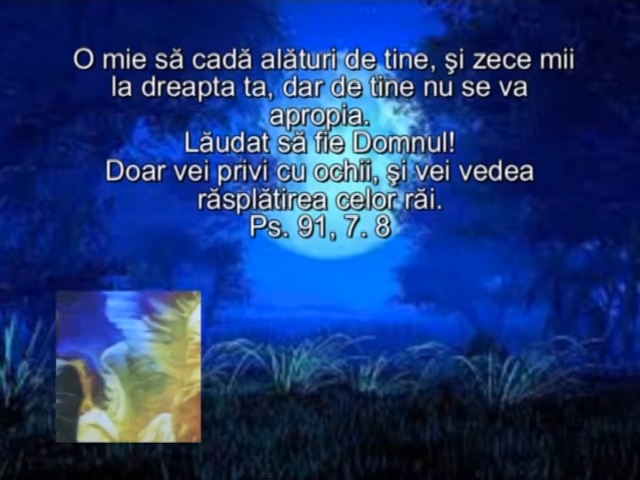 O mie să cadă alături de tine, şi zece mii
la dreapta ta, dar de tine nu se va
apropia.
Lăudat să fie Domnul!
Doar vei privi cu ochii, şi vei vedea
răsplătirea celor răi.
Ps. 91, 7. 8